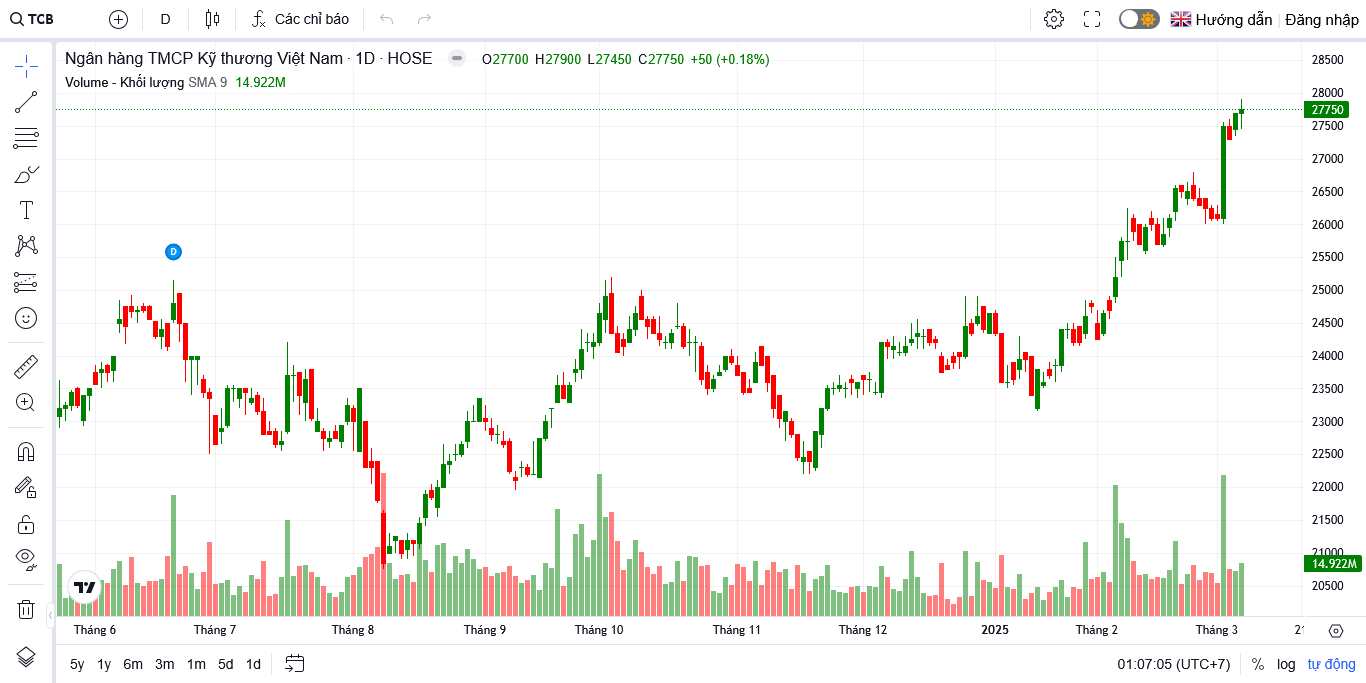 TCB D Các chỉ báo Hướng dẫn Đăng nhập
Ngân hàng TMCP Kỹ thương Việt Nam · 1D · HOSE O27700 H27900 L27450 C27750 +50 (+0.18%)
Volume - Khối lượng SMA 9 14.922M
D
28500
28000
27750
27500
27000
26500
26000
25500
25000
24500
24000
23500
23000
22500
22000
21500
21000
14.922M
20500
Tháng 6 Tháng 7 Tháng 8 Tháng 9 Tháng 10 Tháng 11 Tháng 12 2025 Tháng 2 Tháng 3 21
5y 1y 6m 3m 1m 5d 1d 01:07:05 (UTC+7) % log tự động